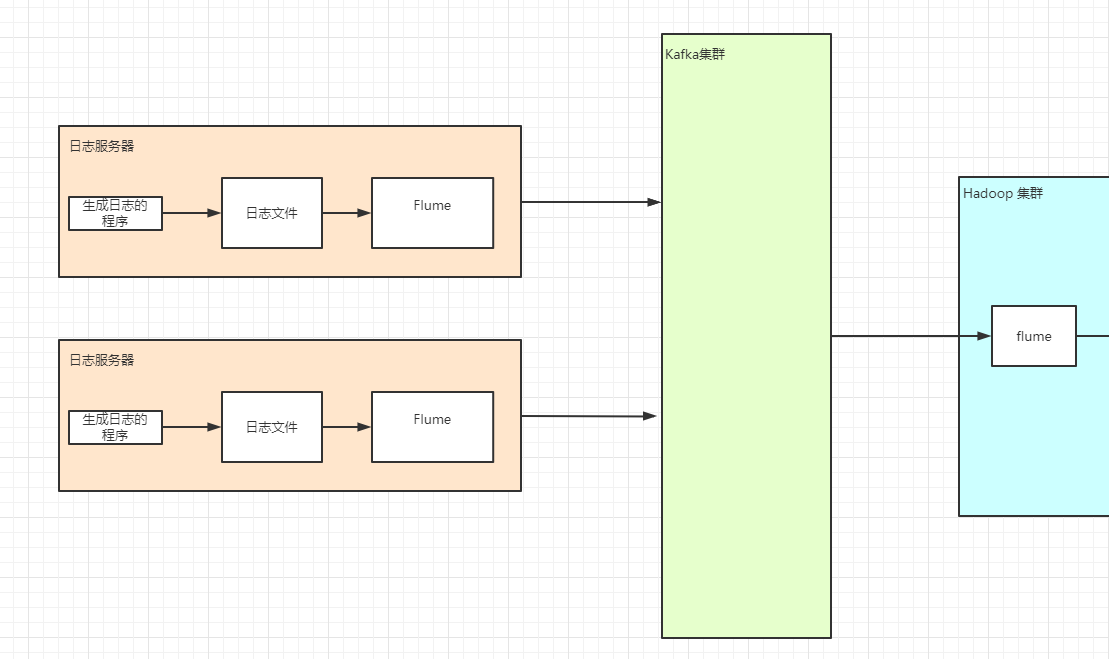 Kafka集群
日志服务器
生成日志的
程序
日志文件
Flume
Hadoop 集群
flume
日志服务器
生成日志的
程序
日志文件
Flume